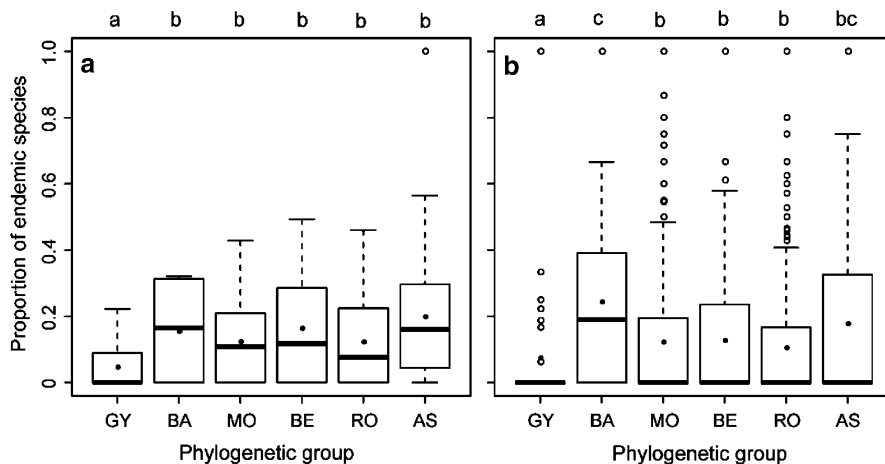 a b b b b b a c b b b bc
a b
Proportion of endemic species
1.0
0.8
0.6
0.4
0.2
0
GY BA MO BE RO AS GY BA MO BE RO AS
Phylogenetic group Phylogenetic group